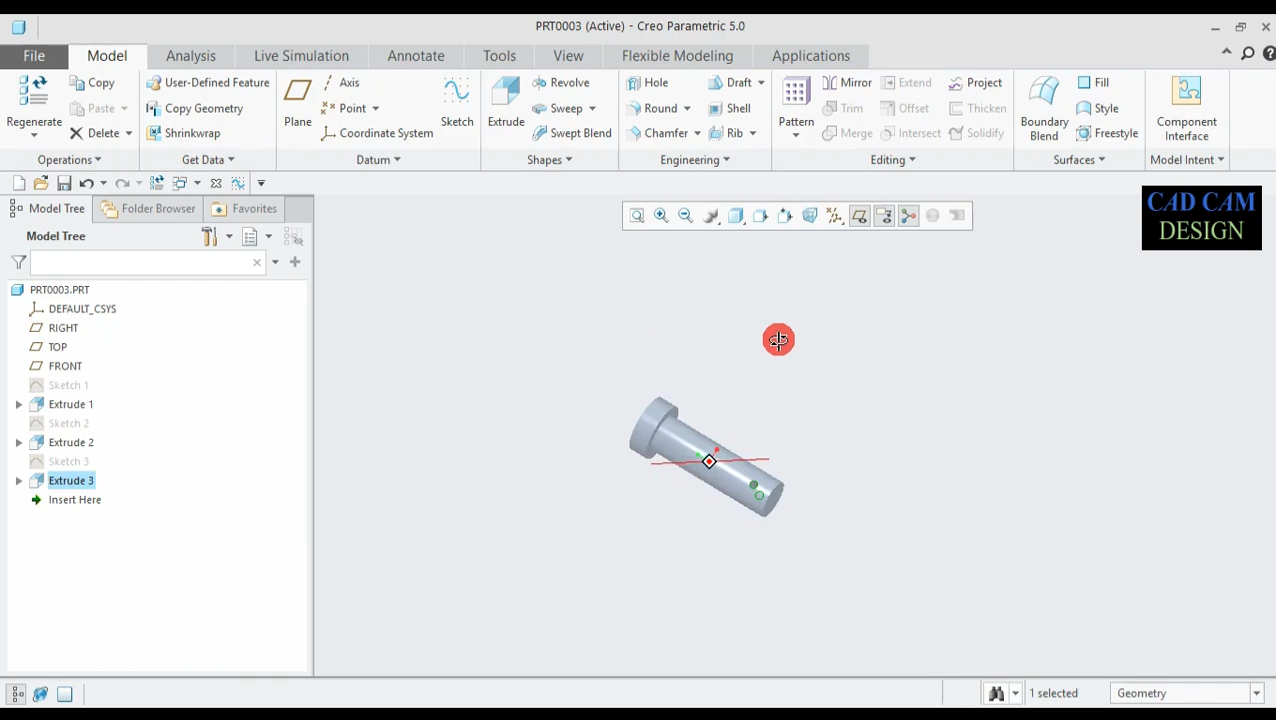 PRT0003 (Active) - Creo Parametric 5.0
File Model Analysis Live Simulation Annotate Tools View Flexible Modeling Applications
Regenerate
Copy
Paste
Delete
Operations
User-Defined Feature
Copy Geometry
Shrinkwrap
Get Data
Plane
Axis
Point
Coordinate System
Sketch
Datum
Extrude
Revolve
Sweep
Swept Blend
Shapes
Hole
Round
Chamfer
Draft
Shell
Rib
Engineering
Pattern
Mirror
Trim
Merge
Extend
Offset
Intersect
Project
Thicken
Solidify
Editing
Boundary
Blend
Fill
Style
Freestyle
Surfaces
Component
Interface
Model Intent
Model Tree Folder Browser Favorites
Model Tree
PRT0003.PRT
DEFAULT_CSYS
RIGHT
TOP
FRONT
Sketch 1
Extrude 1
Sketch 2
Extrude 2
Sketch 3
Extrude 3
Insert Here
CAD CAM
DESIGN
1 selected
Geometry